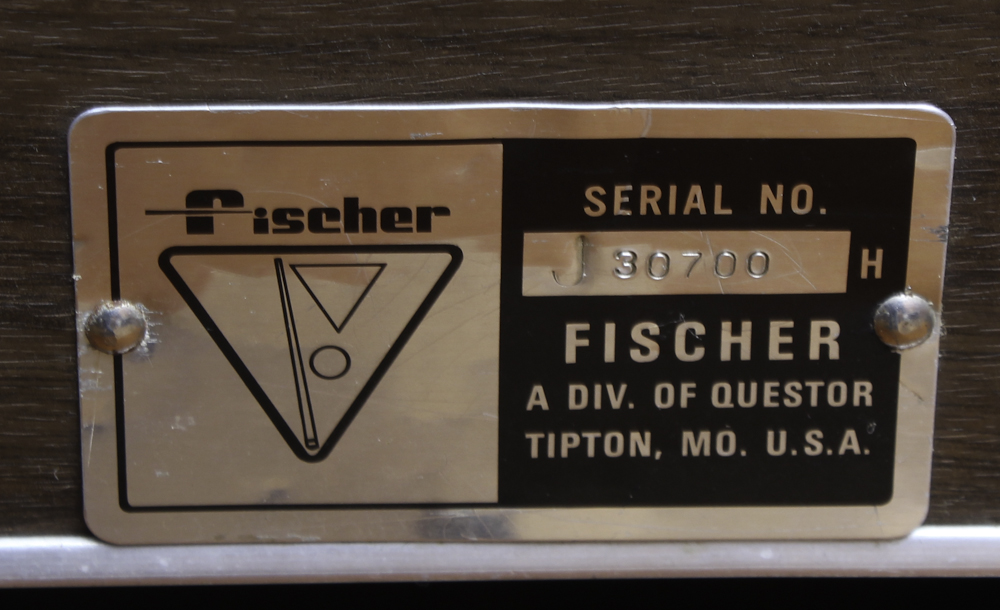 fischer
SERIAL NO.
J 30700 H
FISCHER
A DIV. OF QUESTOR
TIPTON, MO. U.S.A.